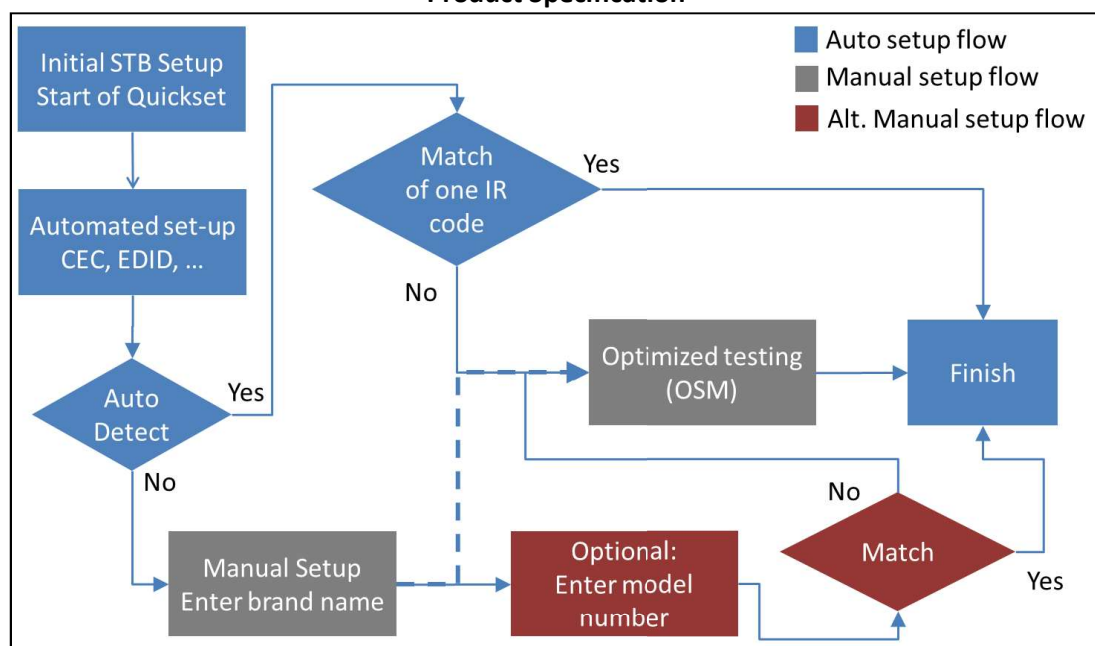 Product Specification
Initial STB Setup
Start of Quickset
Auto setup flow
Manual setup flow
Alt. Manual setup flow
Match
of one IR
code
Yes
Automated set-up
CEC, EDID, ...
No
Optimized testing
(OSM)
Finish
Auto
Detect
Yes
No
Manual Setup
Enter brand name
Optional:
Enter model
number
No
Match
Yes